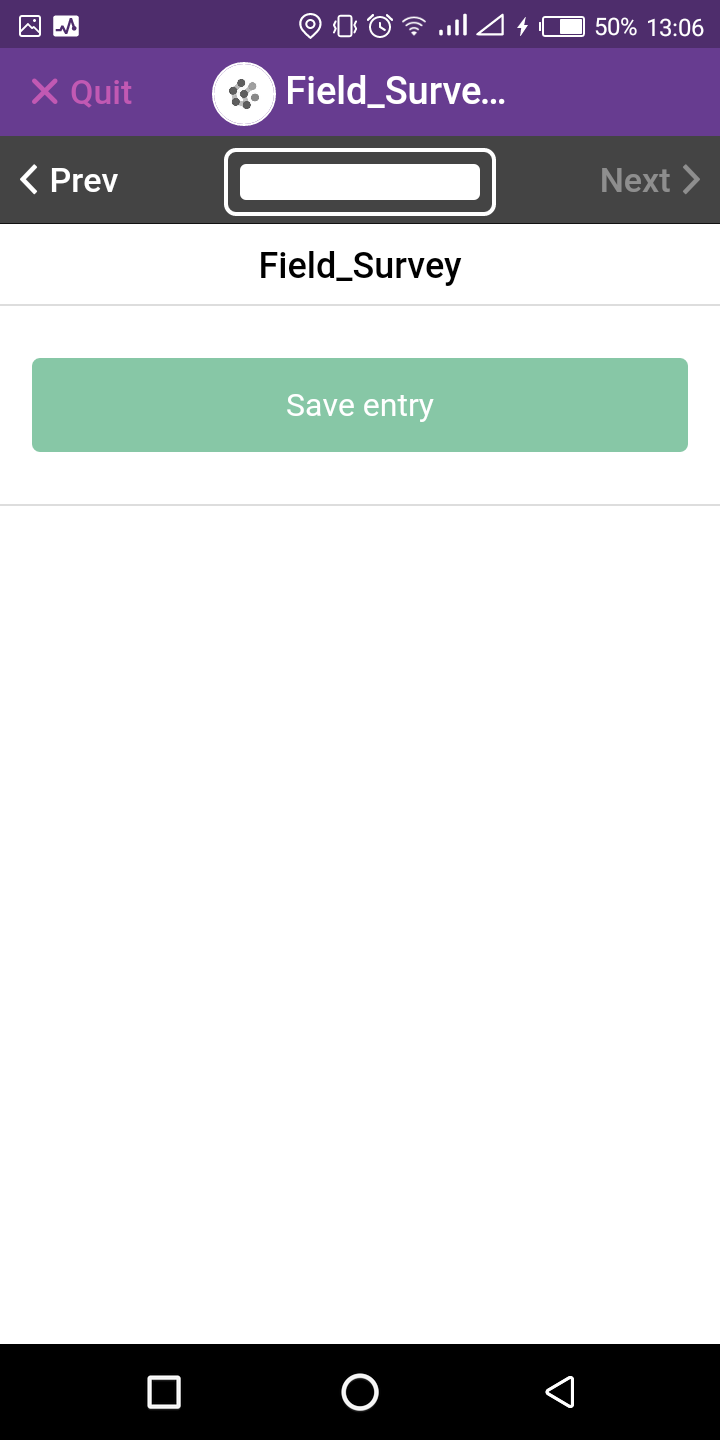 50% 13:06
Quit Field_Surve...
Prev Next
Field_Survey
Save entry